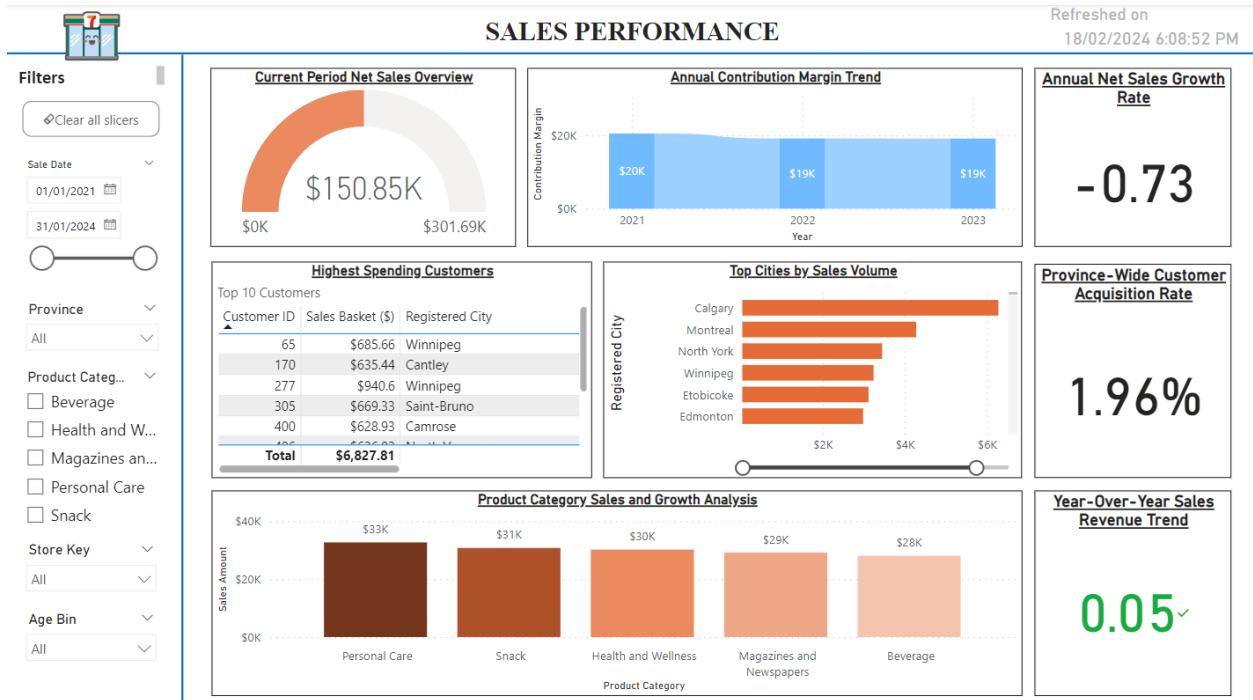 7
SALES PERFORMANCE
Refreshed on
18/02/2024 6:08:52 PM
Filters
Clear all slicers
Sale Date
01/01/2021
31/01/2024
Province
All
Product Categ...
Beverage
Health and W...
Magazines an...
Personal Care
Snack
Store Key
All
Age Bin
All
Current Period Net Sales Overview
$150.85K
$0K
$301.69K
Annual Contribution Margin Trend
Contribution Margin
$20K
$0K
$20K
$19K
$19K
2021
2022
2023
Year
Annual Net Sales Growth
Rate
-0.73
Highest Spending Customers
Top 10 Customers
Customer ID Sales Basket ($) Registered City
65 $685.66 Winnipeg
170 $635.44 Cantley
277 $940.6 Winnipeg
305 $669.33 Saint-Bruno
400 $628.93 Camrose
Total $6,827.81
Top Cities by Sales Volume
Registered City
Calgary
Montreal
North York
Winnipeg
Etobicoke
Edmonton
$2K
$4K
$6K
Province-Wide Customer
Acquisition Rate
1.96%
Product Category Sales and Growth Analysis
Sales Amount
$40K
$20K
$0K
$33K
$31K
$30K
$29K
$28K
Personal Care
Snack
Health and Wellness
Magazines and
Newspapers
Beverage
Product Category
Year-Over-Year Sales
Revenue Trend
0.05